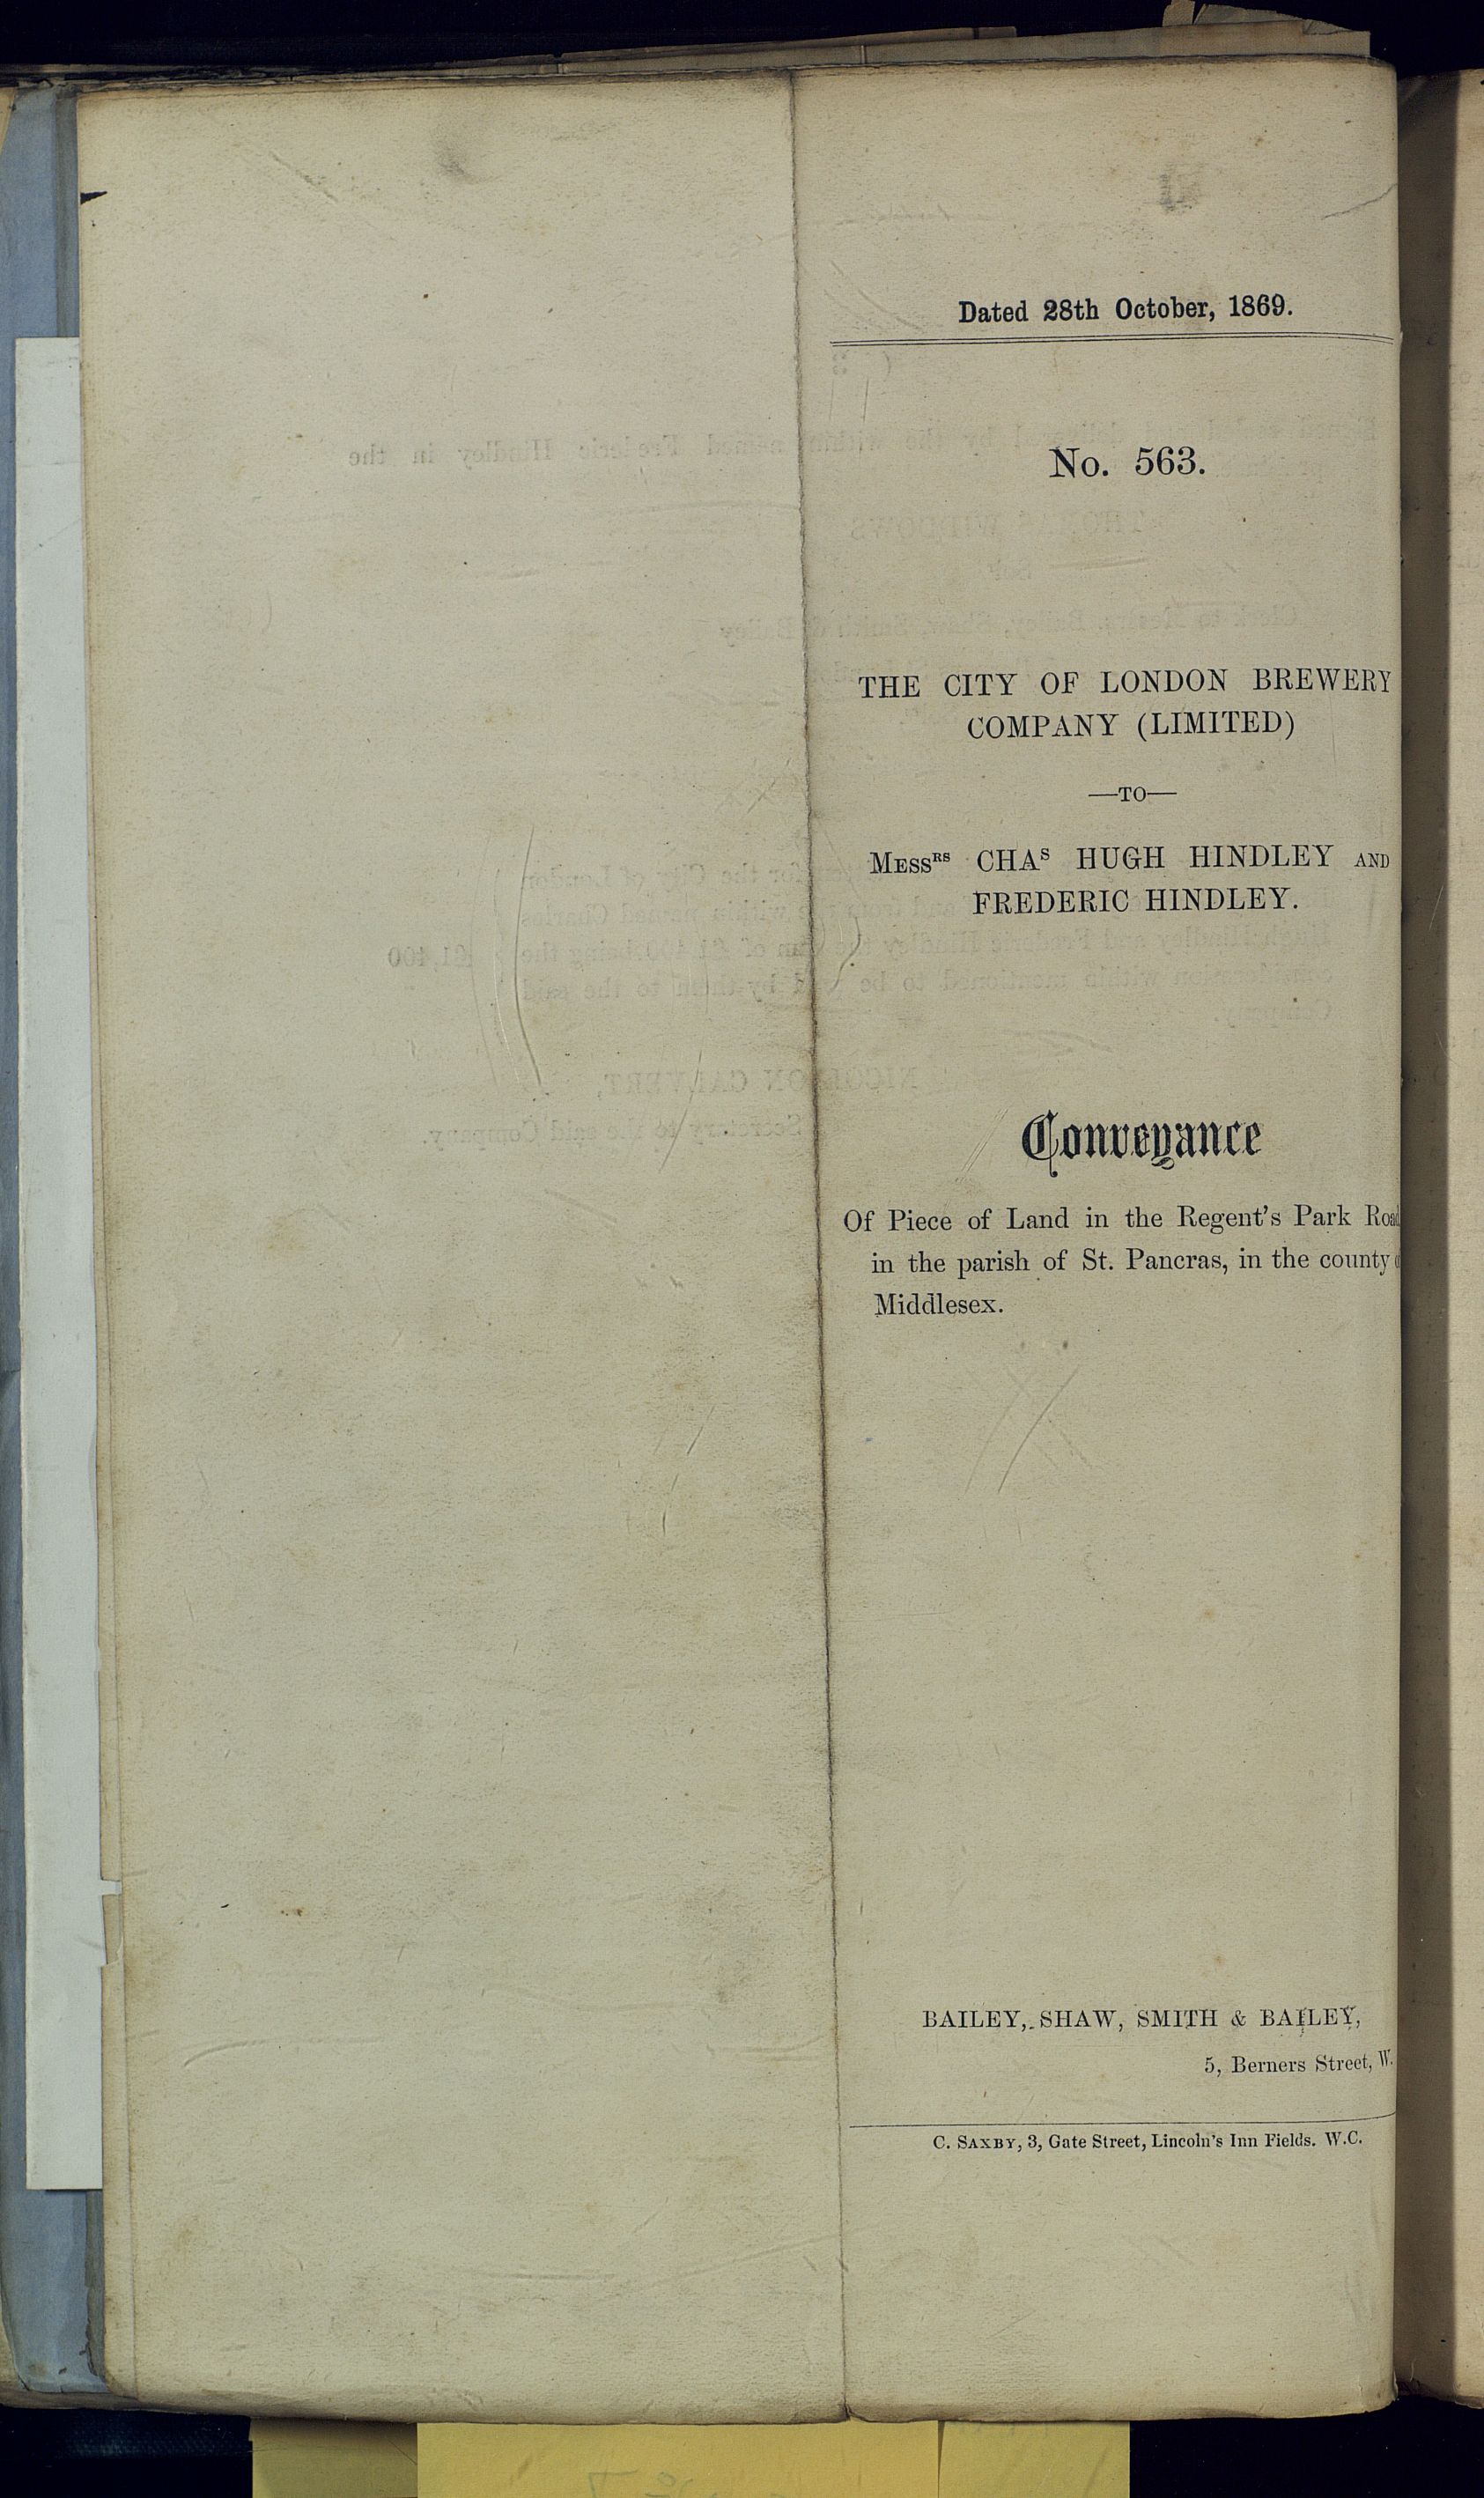 Dated 28th October, 1869.
No. 563.
THE CITY OF LONDON BREWERY
COMPANY (LIMITED)
—TO—
MESSRS CHAS HUGH HINDLEY AND
FREDERIC HINDLEY.
Conveyance
Of Piece of Land in the Regent's Park Road
in the parish of St. Pancras, in the county
Middlesex.
BAILEY, SHAW, SMITH & BAILEY,
5, Berners Street, W.
C. SAXBY, 3, Gate Street, Lincoln's Inn Fields. W.C.